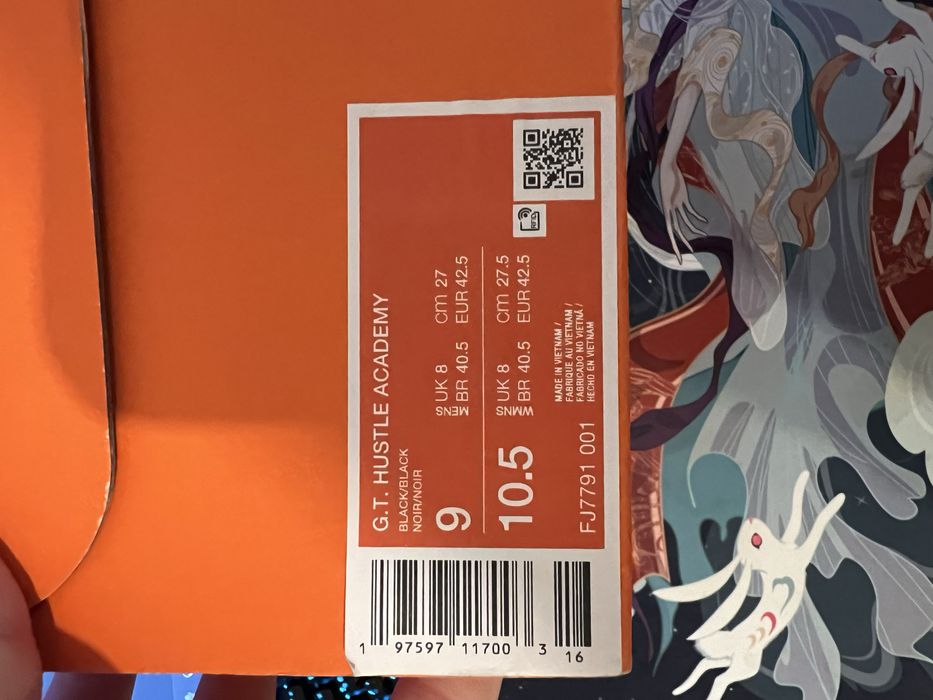 G.T. HUSTLE ACADEMY
BLACK/BLACK
NOIR/NOIR
9 MENS UK 8 cm 27
BR 40.5 EUR 42.5
10.5 WMNS UK 8 cm 27.5
BR 40.5 EUR 42.5
MADE IN VIETNAM /
FABRIQUE AU VIETNAM /
FABRICADO NO VIETNÃ /
HECHO EN VIETNAM
FJ7791 001
1 97597 11700 3 16